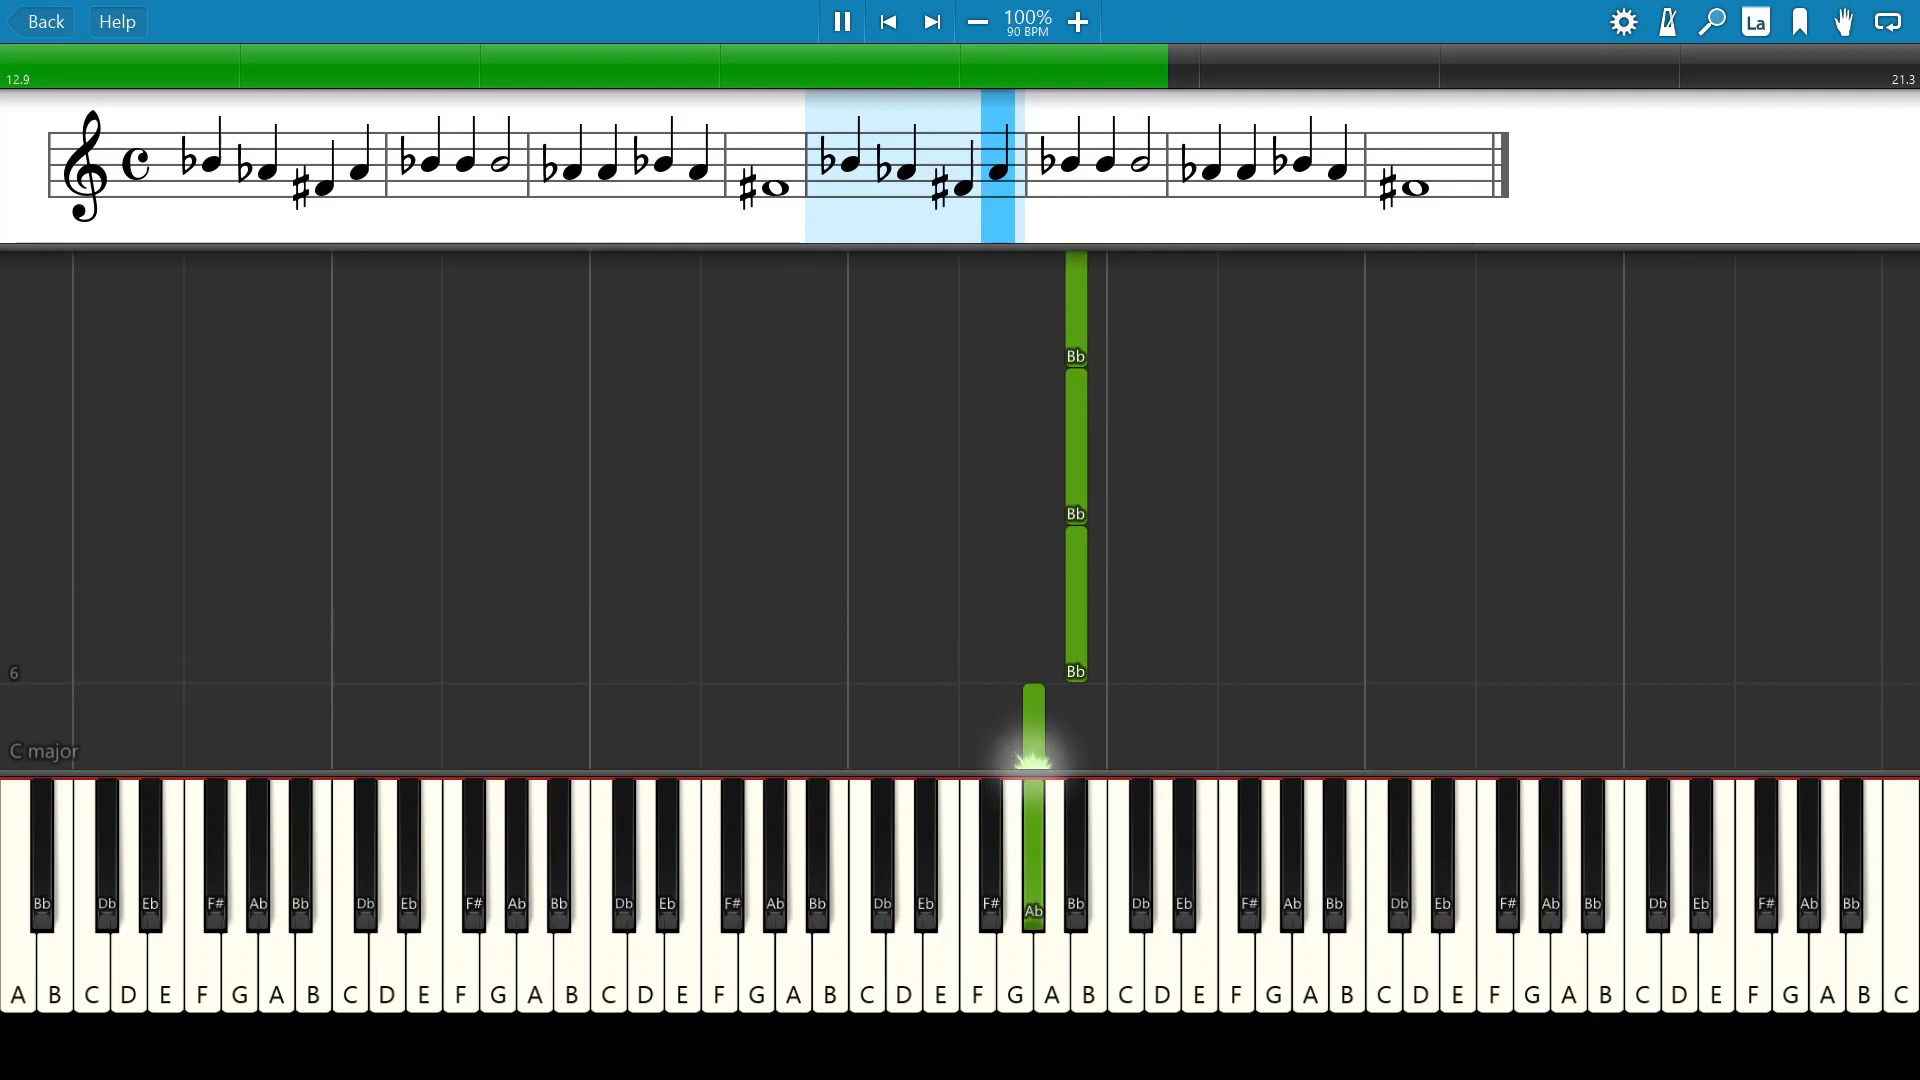 Back Help 100% La
90 BPM
12.9 21.3
Bb
Bb
6 Bb
C major
Bb Db Eb F# Ab Bb Db Eb F# Ab Bb Db Eb F# Ab Bb Db Eb F# Ab Bb Db Eb F# Ab Bb Db Eb F# Ab Bb Db Eb F# Ab Bb
A B C D E F G A B C D E F G A B C D E F G A B C D E F G A B C D E F G A B C D E F G A B C D E F G A B C